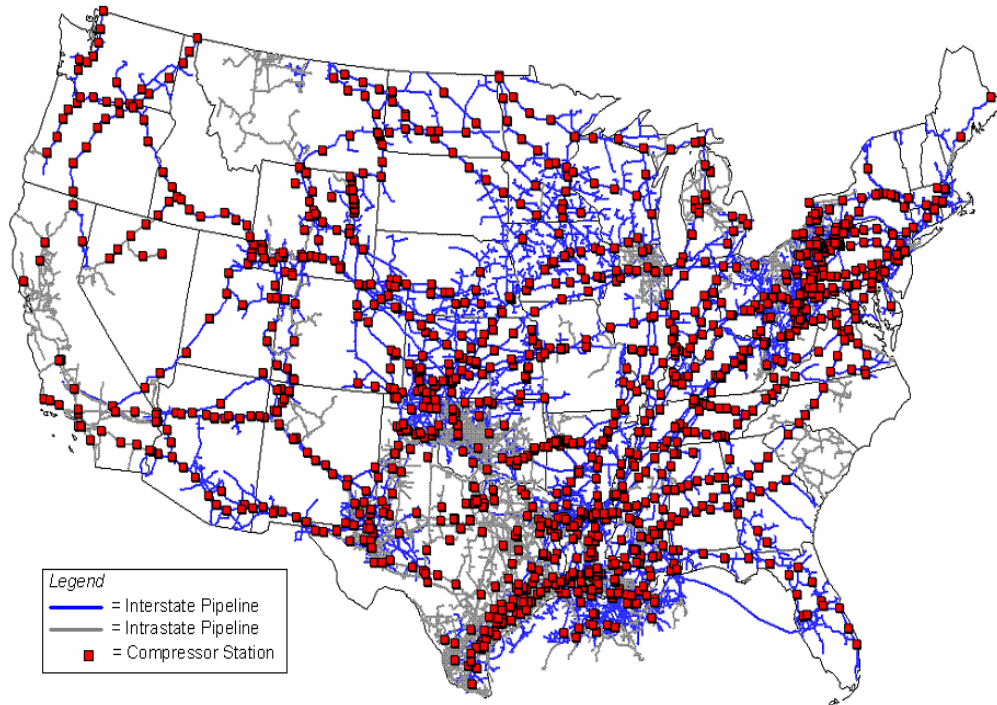 Legend
= Interstate Pipeline
= Intrastate Pipeline
= Compressor Station